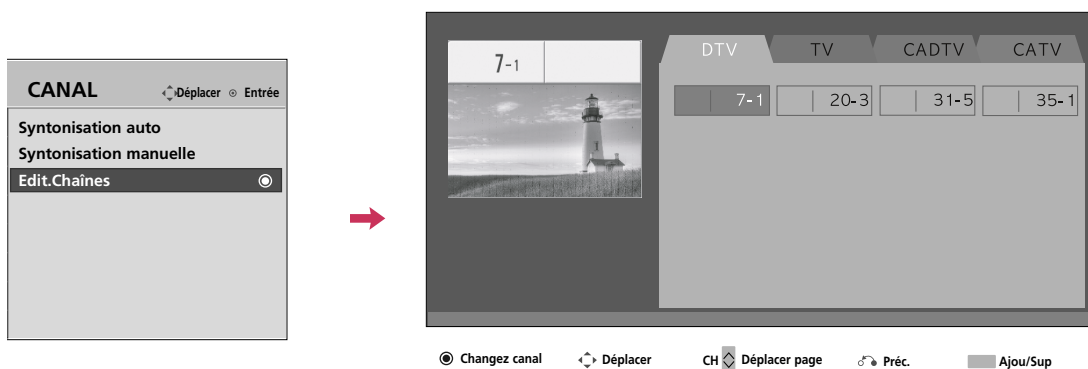 CANAL Déplacer Entrée
Syntonisation auto
Syntonisation manuelle
Edit.Chaînes
7-1
DTV TV CADTV CATV
7-1 20-3 31-5 35-1
Changez canal Déplacer CH Déplacer page Préc. Ajou/Sup